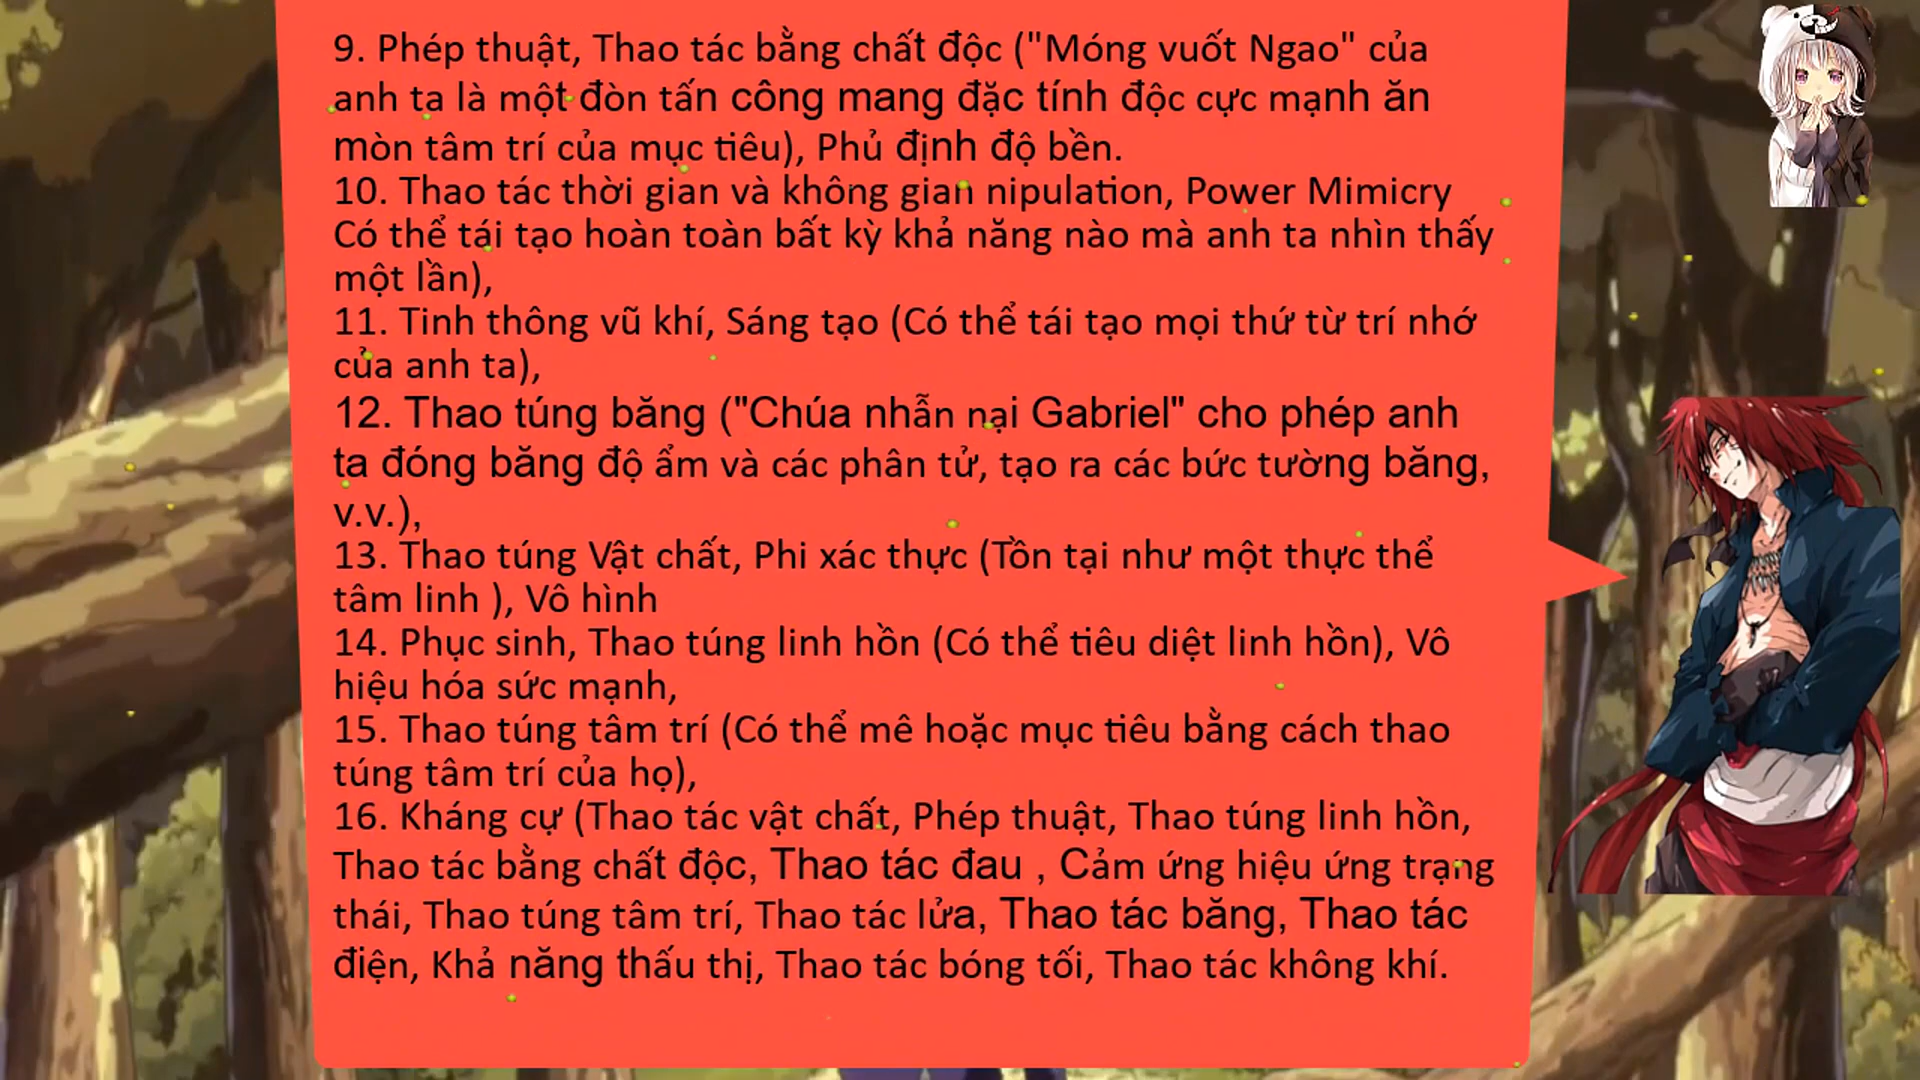 9. Phép thuật, Thao tác bằng chất độc ("Móng vuốt Ngao" của
anh ta là một đòn tấn công mang đặc tính độc cực mạnh ăn
mòn tâm trí của mục tiêu), Phủ định độ bền.
10. Thao tác thời gian và không gian nipulation, Power Mimicry
Có thể tái tạo hoàn toàn bất kỳ khả năng nào mà anh ta nhìn thấy
một lần),
11. Tinh thông vũ khí, Sáng tạo (Có thể tái tạo mọi thứ từ trí nhớ
của anh ta),
12. Thao túng băng ("Chúa nhẫn nại Gabriel" cho phép anh
ta đóng băng độ ẩm và các phân tử, tạo ra các bức tường băng,
v.v.),
13. Thao túng Vật chất, Phi xác thực (Tồn tại như một thực thể
tâm linh ), Vô hình
14. Phục sinh, Thao túng linh hồn (Có thể tiêu diệt linh hồn), Vô
hiệu hóa sức mạnh,
15. Thao túng tâm trí (Có thể mê hoặc mục tiêu bằng cách thao
túng tâm trí của họ),
16. Kháng cự (Thao tác vật chất, Phép thuật, Thao túng linh hồn,
Thao tác bằng chất độc, Thao tác đau , Cảm ứng hiệu ứng trạng
thái, Thao túng tâm trí, Thao tác lửa, Thao tác băng, Thao tác
điện, Khả năng thấu thị, Thao tác bóng tối, Thao tác không khí.